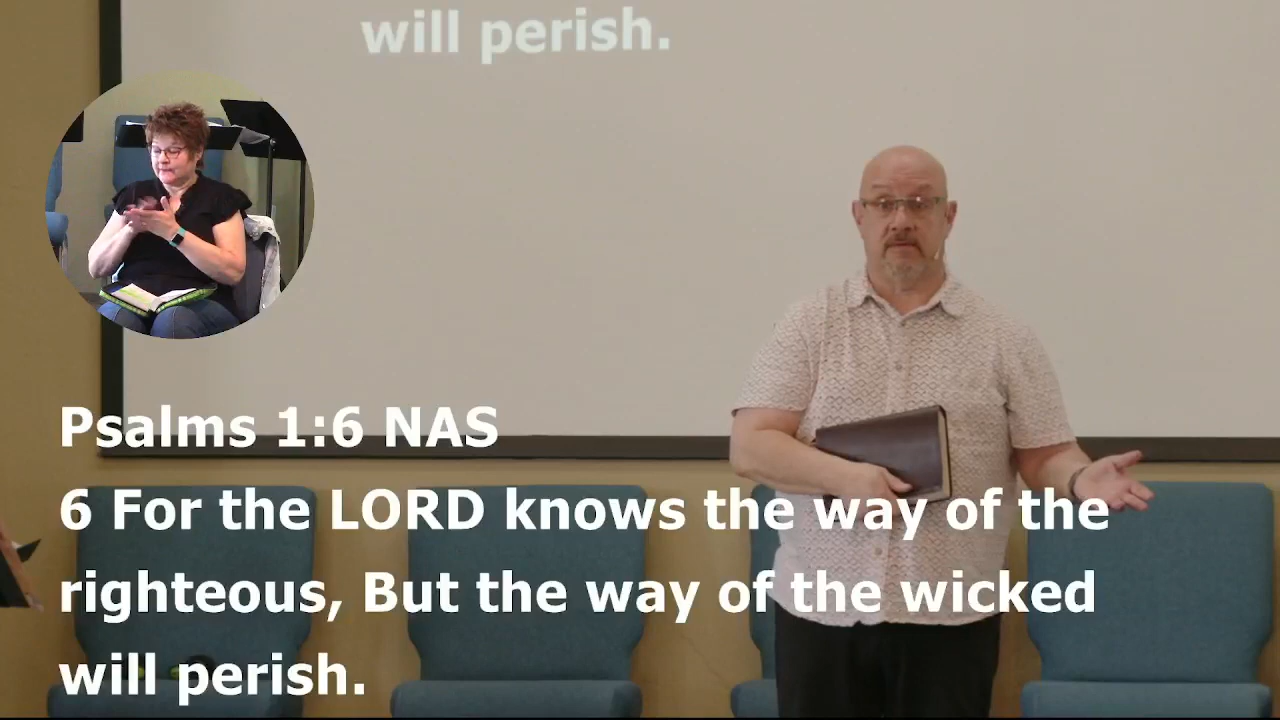 will perish.
Psalms 1:6 NAS
6 For the LORD knows the way of the
righteous, But the way of the wicked
will perish.